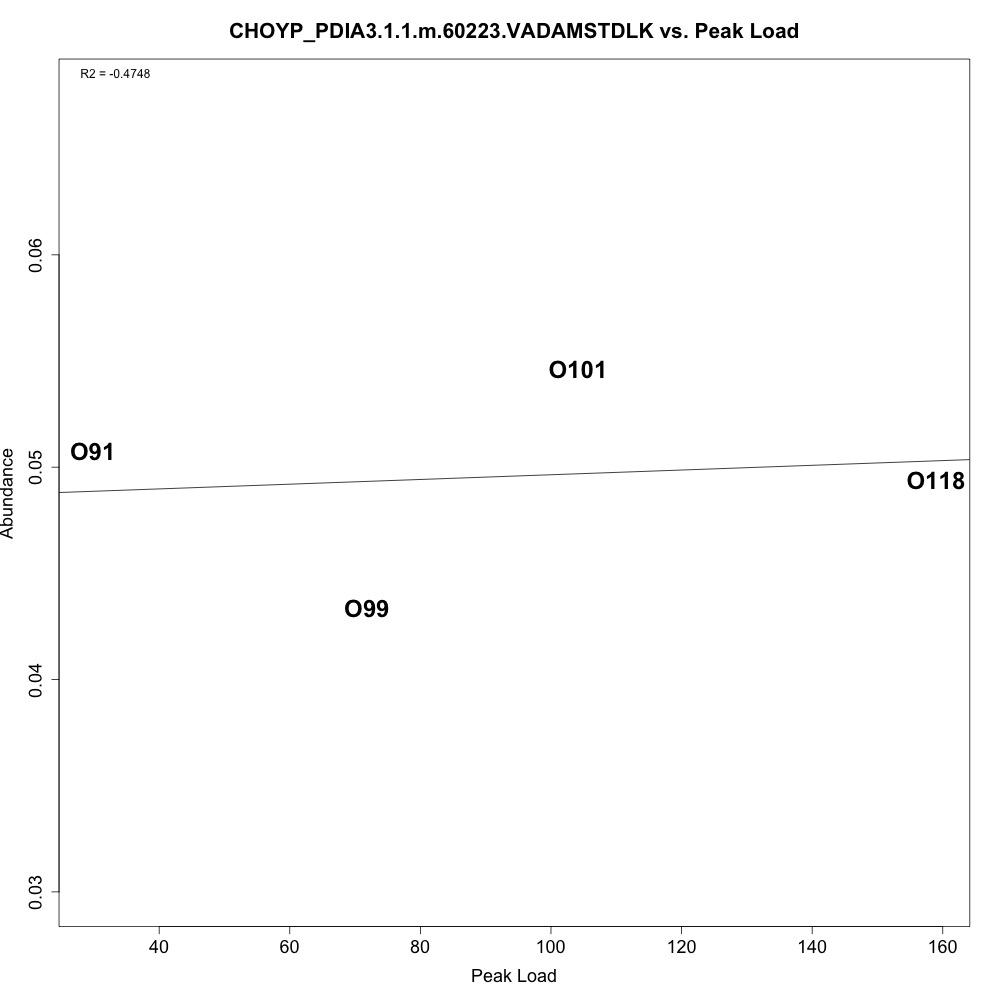 CHOYP_PDIA3.1.1.m.60223.VADAMSTDLK vs. Peak Load
R2 = -0.4748
0.06
O101
O91
0.05
Abundance
O118
O99
0.04
0.03
40 60 80 100 120 140 160
Peak Load